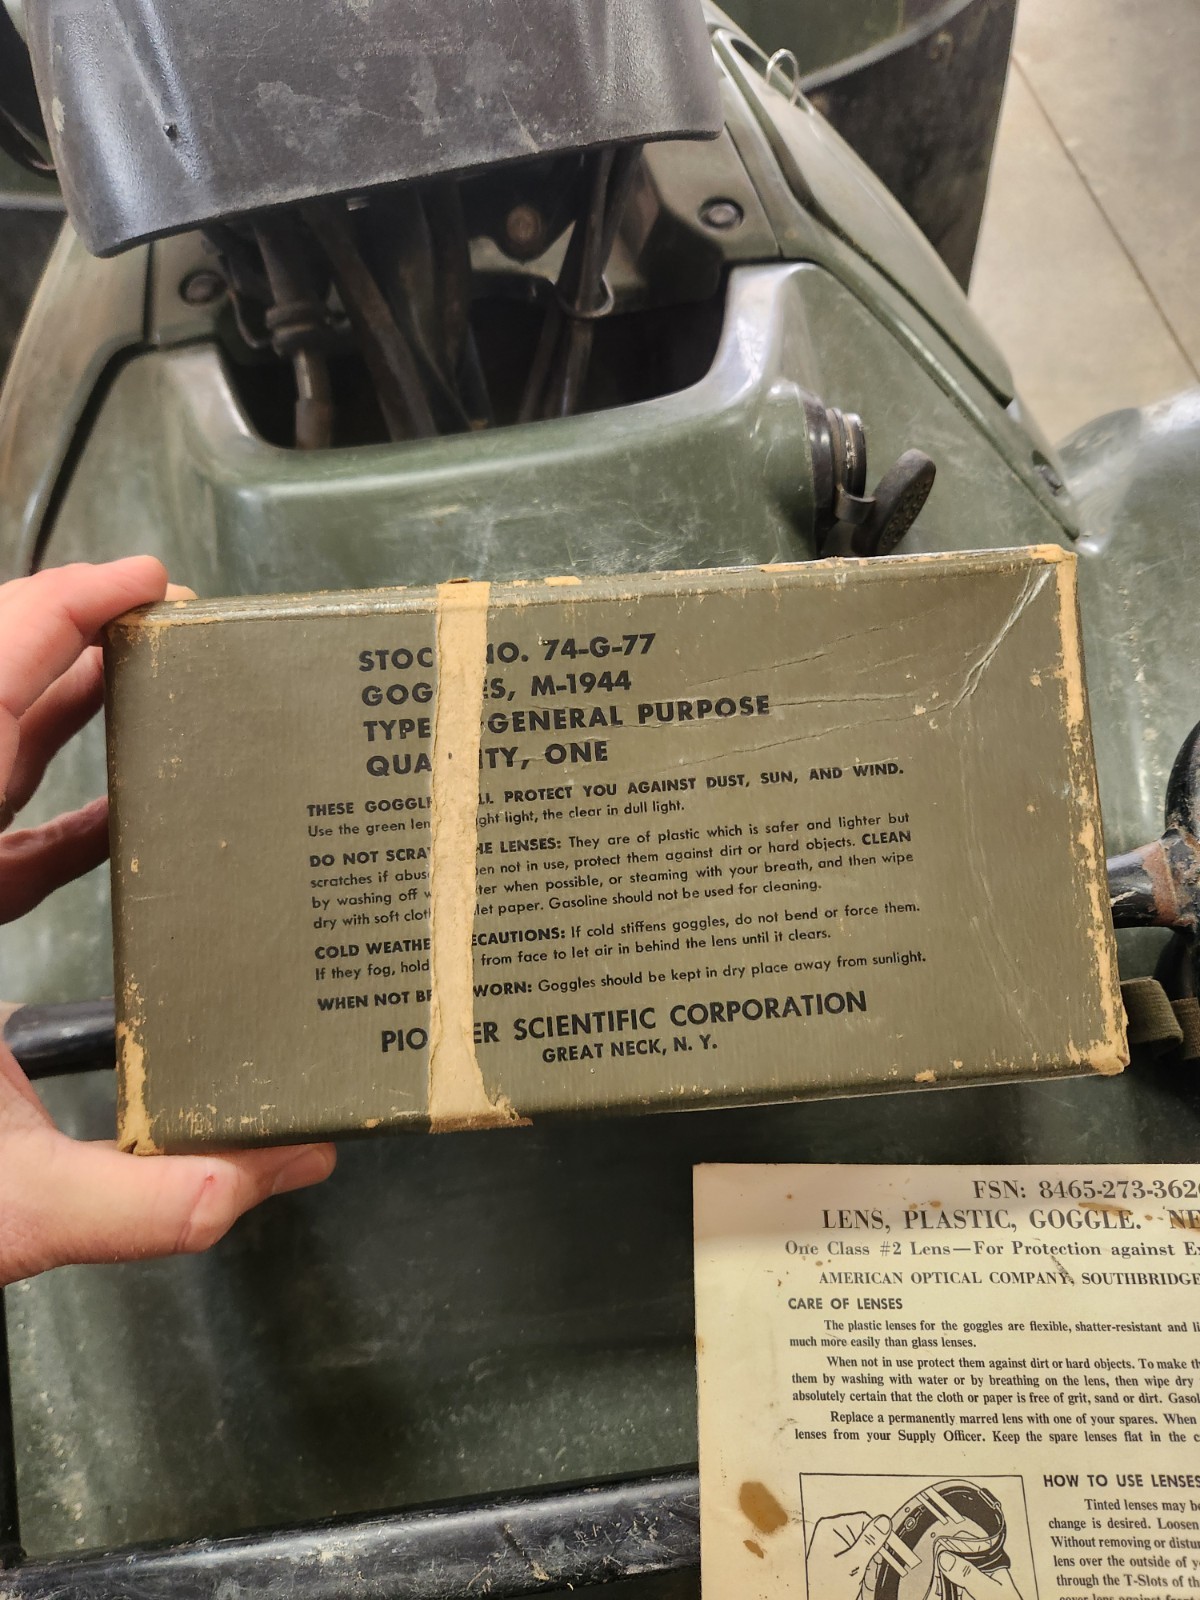 STOC NO. 74-G-77
GOG ES, M-1944
TYPE GENERAL PURPOSE
QUA ITY, ONE
THESE GOGGL LL PROTECT YOU AGAINST DUST, SUN, AND WIND.
Use the green len ght light, the clear in dull light.
DO NOT SCRA HE LENSES: They are of plastic which is safer and lighter but
scratches if abus en not in use, protect them against dirt or hard objects. CLEAN
by washing off w ter when possible, or steaming with your breath, and then wipe
dry with soft clot let paper. Gasoline should not be used for cleaning.
COLD WEATHE ECAUTIONS: If cold stiffens goggles, do not bend or force them.
If they fog, hold from face to let air in behind the lens until it clears.
WHEN NOT BE WORN: Goggles should be kept in dry place away from sunlight.
PIO ER SCIENTIFIC CORPORATION
GREAT NECK, N. Y.
FSN: 8465-273-362
LENS, PLASTIC, GOGGLE. NE
One Class #2 Lens—For Protection against Ex
AMERICAN OPTICAL COMPANY, SOUTHBRIDGE
CARE OF LENSES
The plastic lenses for the goggles are flexible, shatter-resistant and li
much more easily than glass lenses.
When not in use protect them against dirt or hard objects. To make th
them by washing with water or by breathing on the lens, then wipe dry
absolutely certain that the cloth or paper is free of grit, sand or dirt. Gasol
Replace a permanently marred lens with one of your spares. When
lenses from your Supply Officer. Keep the spare lenses flat in the c
HOW TO USE LENSES
Tinted lenses may be
change is desired. Loosen
Without removing or distur
lens over the outside of y
through the T-Slots of th